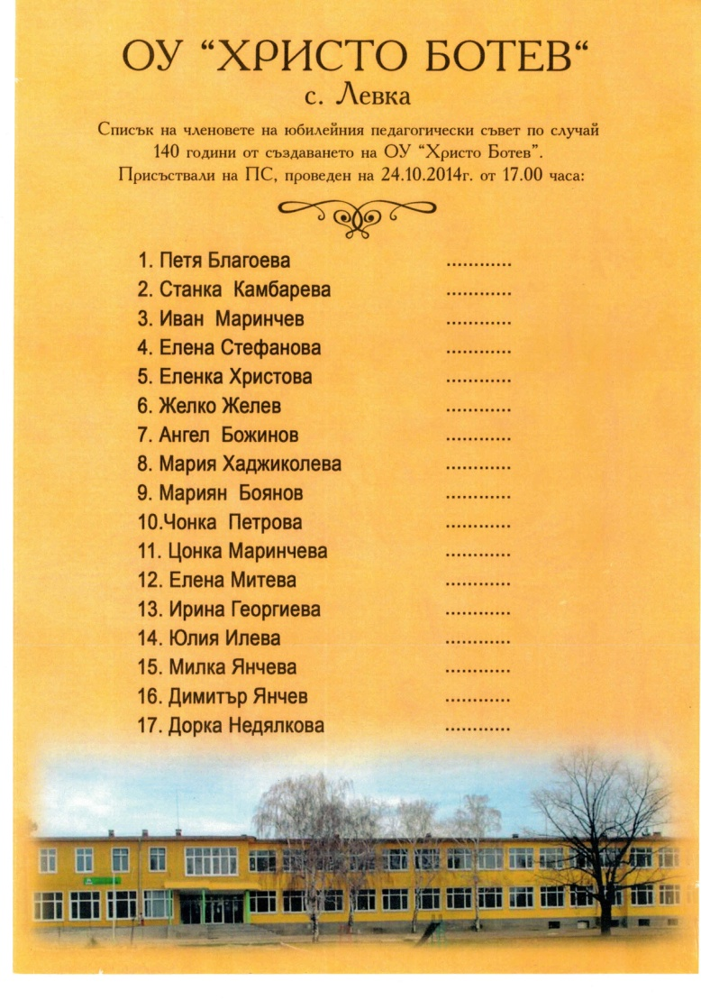 ОУ “ХРИСТО БОТЕВ“
с. Левка
Списък на членовете на юбилейния педагогически съвет по случай
140 години от създаването на ОУ “Христо Ботев”.
Присъствали на ПС, проведен на 24.10.2014г. от 17.00 часа:
1. Петя Благоева ............
2. Станка Камбарева ............
3. Иван Маринчев ............
4. Елена Стефанова ............
5. Еленка Христова ............
6. Желко Желев ............
7. Ангел Божинов ............
8. Мария Хаджиколева ............
9. Мариян Боянов ............
10.Чонка Петрова ............
11. Цонка Маринчева ............
12. Елена Митева ............
13. Ирина Георгиева ............
14. Юлия Илева ............
15. Милка Янчева ............
16. Димитър Янчев ............
17. Дорка Недялкова ............